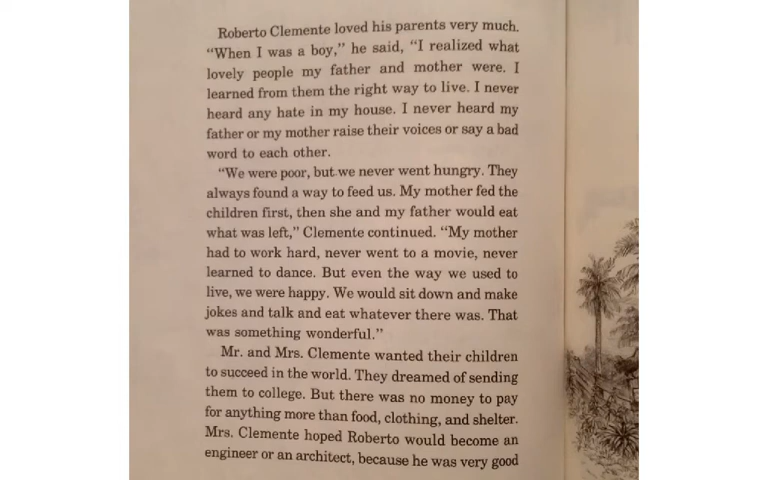 Roberto Clemente loved his parents very much.
“When I was a boy,” he said, “I realized what
lovely people my father and mother were. I
learned from them the right way to live. I never
heard any hate in my house. I never heard my
father or my mother raise their voices or say a bad
word to each other.
“We were poor, but we never went hungry. They
always found a way to feed us. My mother fed the
children first, then she and my father would eat
what was left,” Clemente continued. “My mother
had to work hard, never went to a movie, never
learned to dance. But even the way we used to
live, we were happy. We would sit down and make
jokes and talk and eat whatever there was. That
was something wonderful.”
Mr. and Mrs. Clemente wanted their children
to succeed in the world. They dreamed of sending
them to college. But there was no money to pay
for anything more than food, clothing, and shelter.
Mrs. Clemente hoped Roberto would become an
engineer or an architect, because he was very good